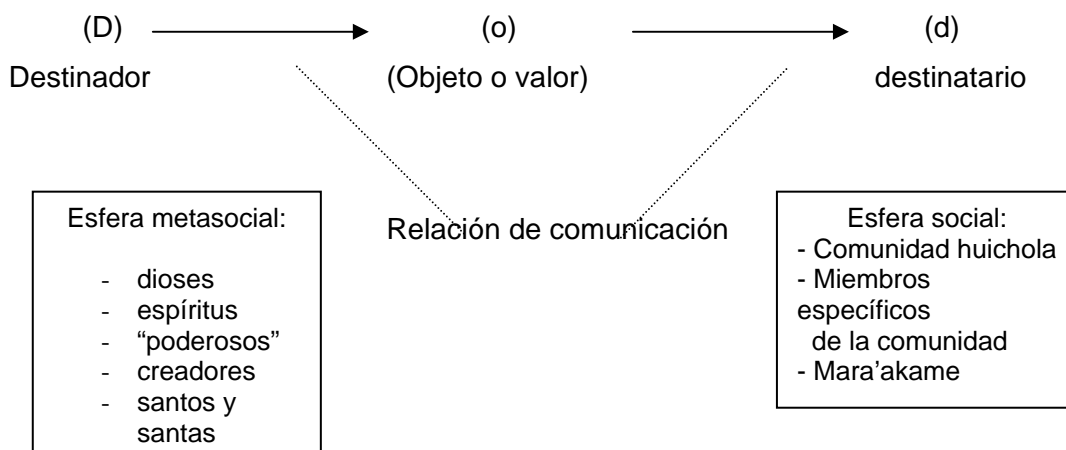 (D) (o) (d)
Destinador (Objeto o valor) destinatario
Esfera metasocial:
- dioses
- espíritus
- “poderosos”
- creadores
- santos y
santas
Relación de comunicación
Esfera social:
- Comunidad huichola
- Miembros
específicos
de la comunidad
- Mara’akame